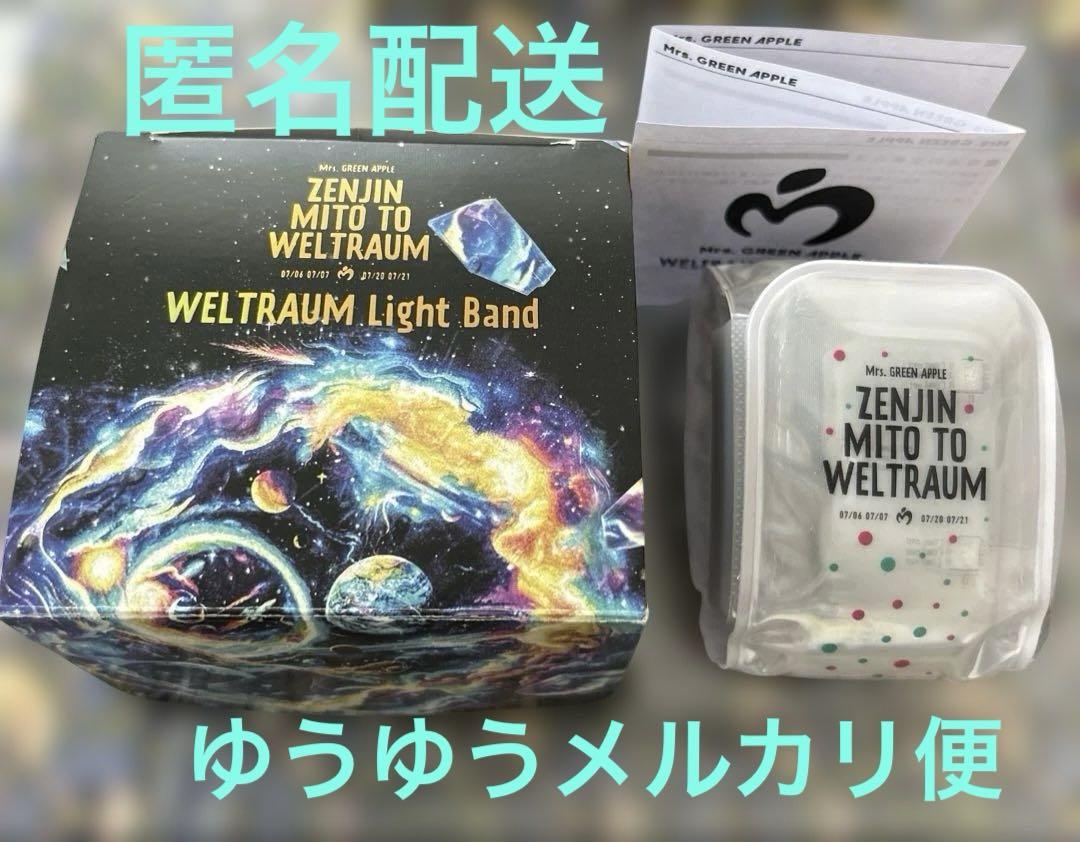 匿名配送
Mrs. GREEN APPLE
Mrs. GREEN APPLE
Mrs. GREEN APPLE
ZENJIN
MITO TO
WELTRAUM
07/06 07/07 07/20 07/21
WELTRAUM Light Band
Mrs. GREEN APPLE
Mrs. GREEN APPLE
ZENJIN
MITO TO
WELTRAUM
07/06 07/07 07/20 07/21
ゆうゆうメルカリ便